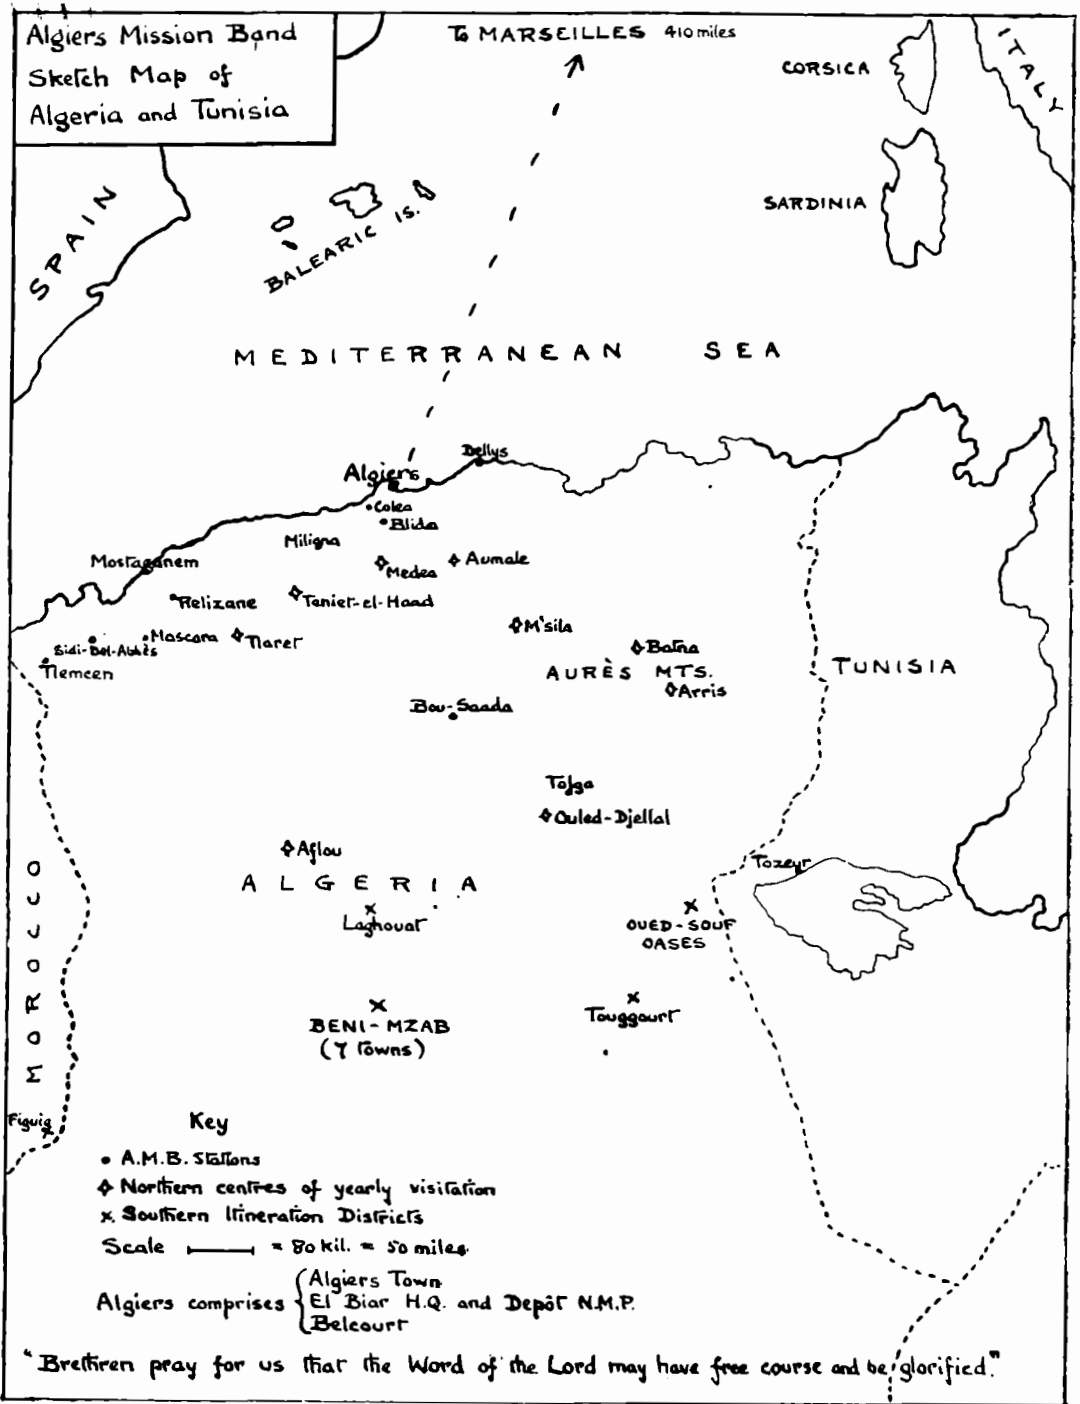 Algiers Mission Band
Sketch Map of
Algeria and Tunisia
To MARSEILLES 410 miles
CORSICA
ITALY
SARDINIA
SPAIN
BALEARIC IS.
MEDITERRANEAN SEA
Dellys
Algiers
Colea
Blida
Miligna
Mostaganem
Medea
Aumale
Relizane
Teniet-el-Haad
M'sila
Mascara
Tiaret
Sidi-Bel-Abbès
Tlemcen
Batna
AURÈS MTS.
Arris
TUNISIA
Bou-Saada
Tolga
Ouled-Djellal
Aflou
Tozeyr
ALGERIA
Laghouat
OUED-SOUF
OASES
MOROCCO
BENI-MZAB
(7 Towns)
Touggourt
Figuig
Key
• A.M.B. Stations
◇ Northern centres of yearly visitation
x Southern Itineration Districts
Scale = 80 kil. = 50 miles.
Algiers comprises { Algiers Town
El Biar H.Q. and Depôt N.M.P.
Belcourt
"Brethren pray for us that the Word of the Lord may have free course and be glorified."